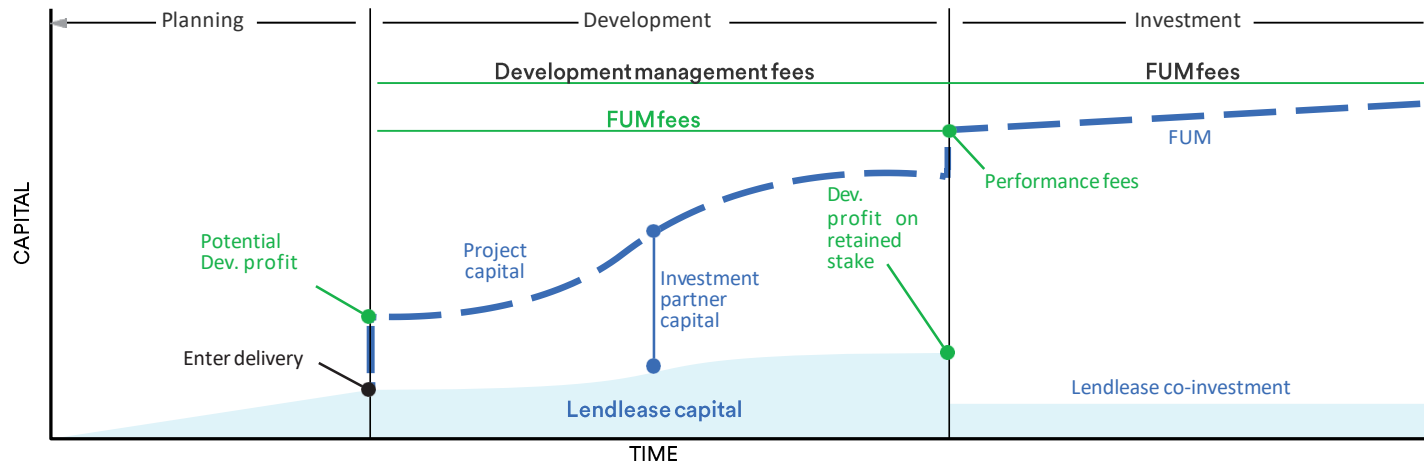 Planning
Development
Investment
Development management fees
FUM fees
FUM fees
FUM
Performance fees
Dev.
profit on
retained
stake
Potential
Dev. profit
Project
capital
Investment
partner
capital
Enter delivery
Lendlease capital
Lendlease co-investment
CAPITAL
TIME